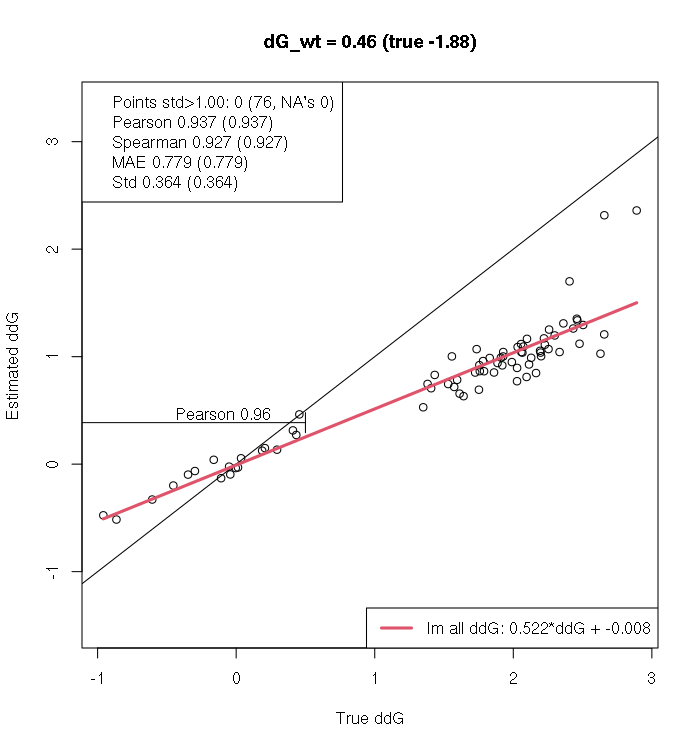 dG_wt = 0.46 (true -1.88)
Points std>1.00: 0 (76, NA's 0)
Pearson 0.937 (0.937)
Spearman 0.927 (0.927)
MAE 0.779 (0.779)
Std 0.364 (0.364)
3
2
1
0
-1
Estimated ddG
Pearson 0.96
lm all ddG: 0.522*ddG + -0.008
-1 0 1 2 3
True ddG